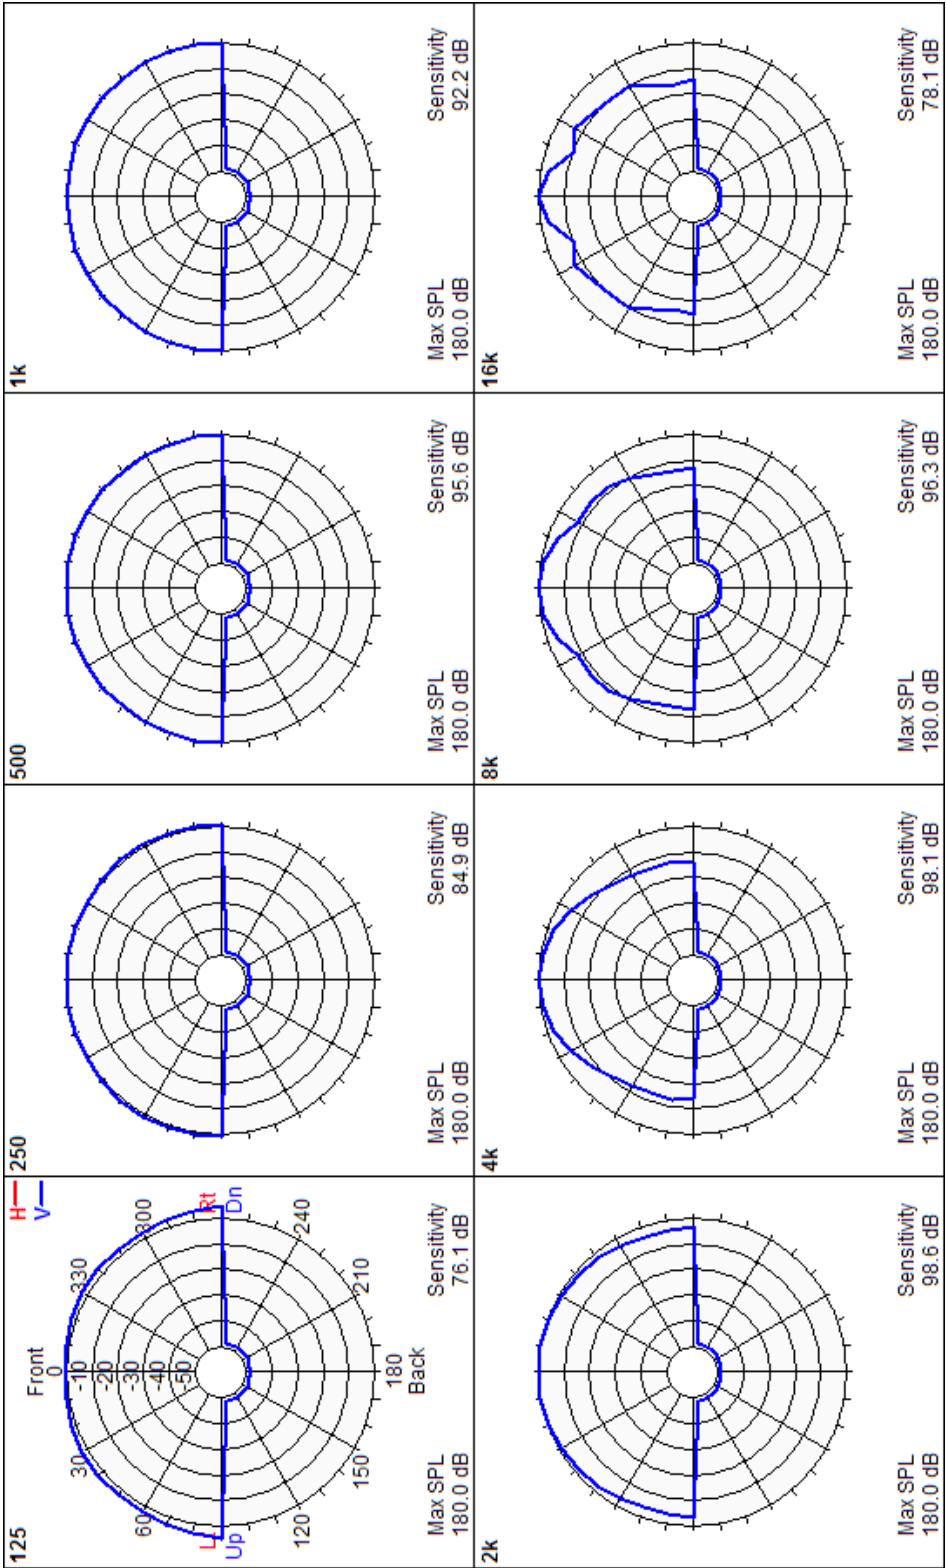 125
H
V
Front
0
-10
-20
-30
-40
-50
30
330
60
300
Lt Rt
Up Dn
120
240
150
210
180
Back
Max SPL Sensitivity
180.0 dB 76.1 dB
250
Max SPL Sensitivity
180.0 dB 84.9 dB
500
Max SPL Sensitivity
180.0 dB 95.6 dB
1k
Max SPL Sensitivity
180.0 dB 92.2 dB
2k
Max SPL Sensitivity
180.0 dB 98.6 dB
4k
Max SPL Sensitivity
180.0 dB 98.1 dB
8k
Max SPL Sensitivity
180.0 dB 96.3 dB
16k
Max SPL Sensitivity
180.0 dB 78.1 dB